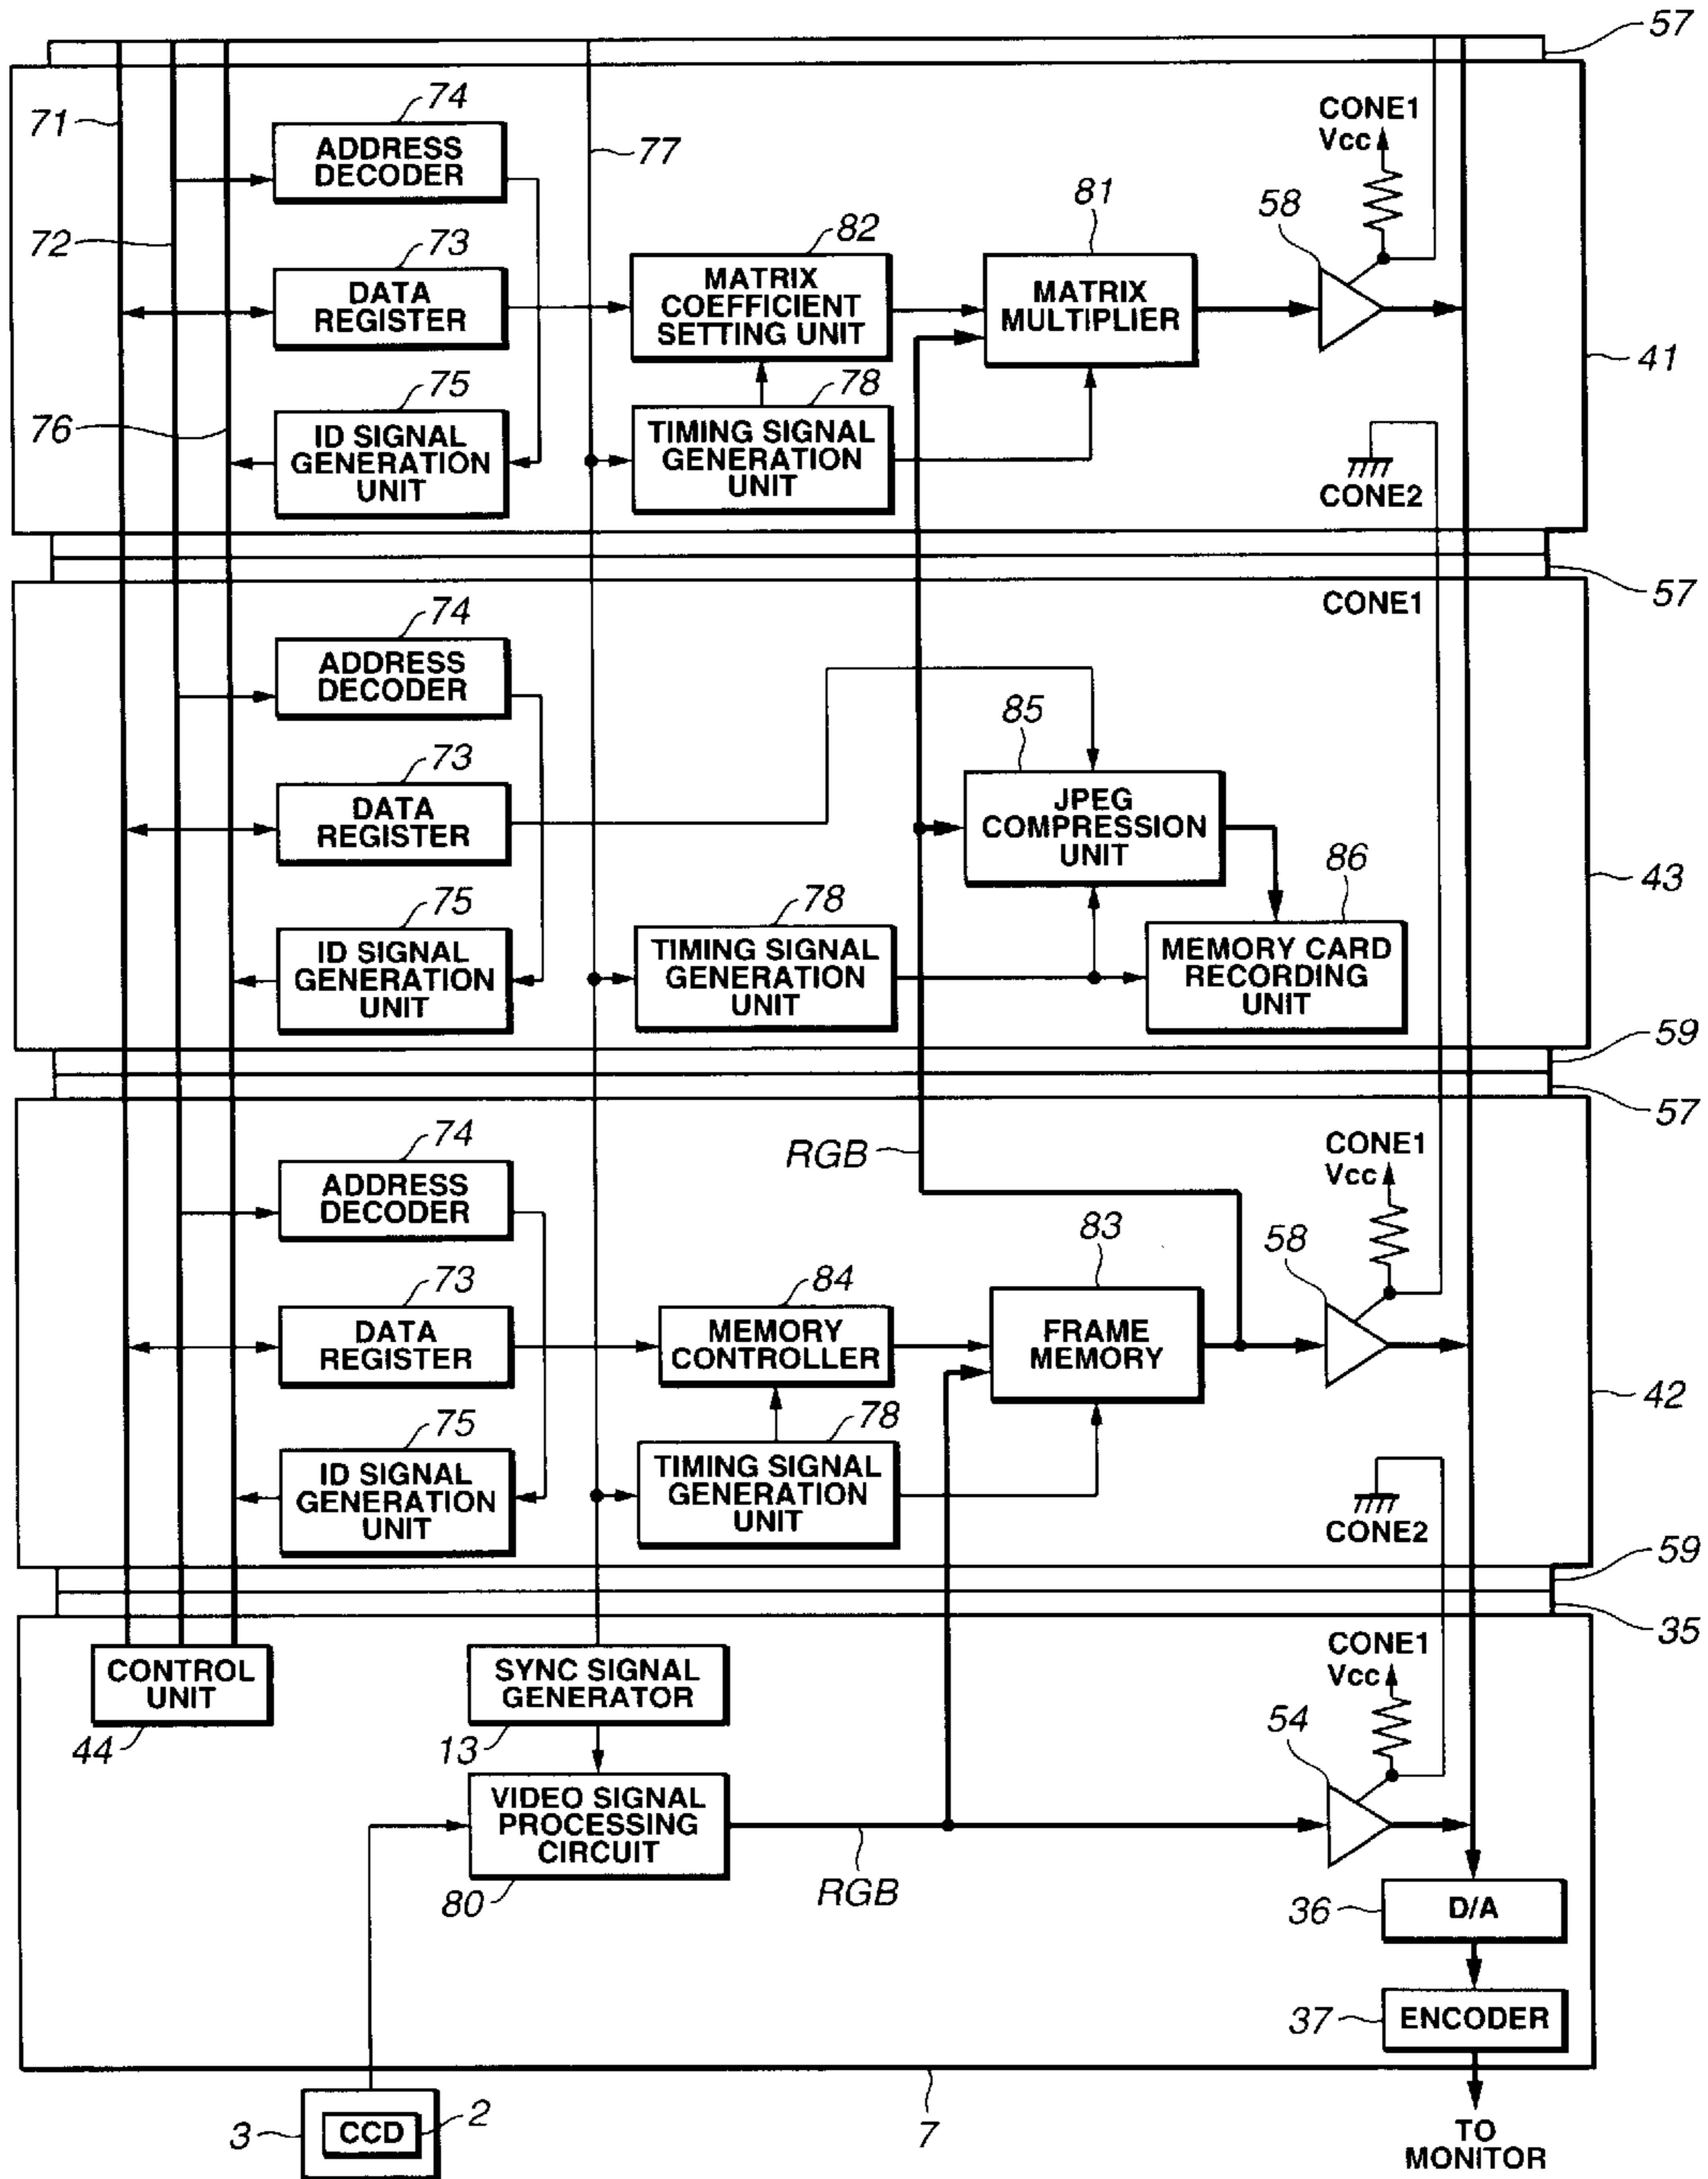 57
71
74
ADDRESS
DECODER
77
CONE1
Vcc
72
73
DATA
REGISTER
82
MATRIX
COEFFICIENT
SETTING UNIT
81
MATRIX
MULTIPLIER
58
41
76
75
ID SIGNAL
GENERATION
UNIT
78
TIMING SIGNAL
GENERATION
UNIT
CONE2
57
CONE1
74
ADDRESS
DECODER
73
DATA
REGISTER
85
JPEG
COMPRESSION
UNIT
86
MEMORY CARD
RECORDING
UNIT
43
75
ID SIGNAL
GENERATION
UNIT
78
TIMING SIGNAL
GENERATION
UNIT
59
57
74
ADDRESS
DECODER
RGB
CONE1
Vcc
73
DATA
REGISTER
84
MEMORY
CONTROLLER
83
FRAME
MEMORY
58
42
75
ID SIGNAL
GENERATION
UNIT
78
TIMING SIGNAL
GENERATION
UNIT
CONE2
59
35
CONTROL
UNIT
44
SYNC SIGNAL
GENERATOR
13
CONE1
Vcc
54
VIDEO SIGNAL
PROCESSING
CIRCUIT
80
RGB
36
D/A
37
ENCODER
3
CCD
2
7
TO
MONITOR